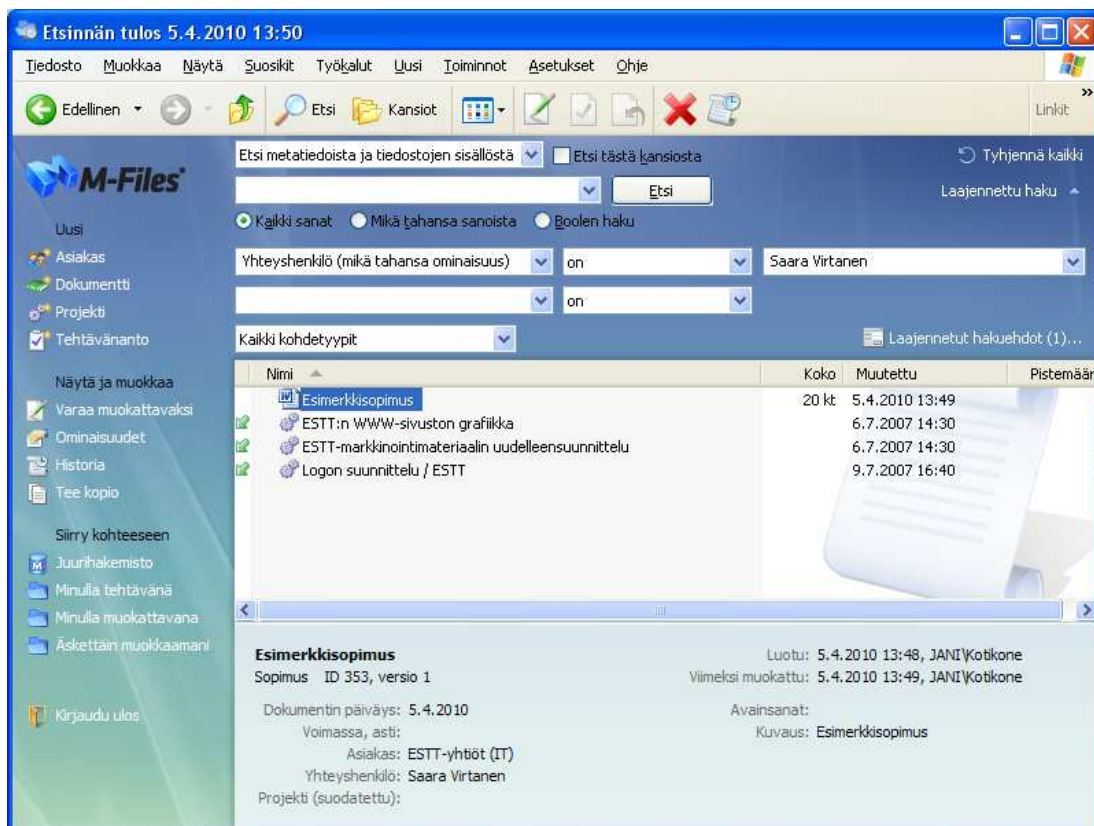 Etsinnän tulos 5.4.2010 13:50
Tiedosto Muokkaa Näytä Suosikit Työkalut Uusi Toiminnot Asetukset Ohje
Edellinen Etsi Kansiot Linkit
M-Files
Etsi metatiedoista ja tiedostojen sisällöstä Etsi tästä kansiosta Tyhjennä kaikki
Etsi Laajennettu haku
Kaikki sanat Mikä tahansa sanoista Boolen haku
Yhteyshenkilö (mikä tahansa ominaisuus) on Saara Virtanen
on
Kaikki kohdetyypit Laajennetut hakuehdot (1)...
Uusi
Asiakas
Dokumentti
Projekti
Tehtävänanto
Näytä ja muokkaa
Varaa muokattavaksi
Ominaisuudet
Historia
Tee kopio
Siirry kohteeseen
Juurihakemisto
Minulla tehtävänä
Minulla muokattavana
Äskettäin muokkaamani
Kirjaudu ulos
Nimi Koko Muutettu Pistemäär
Esimerkkisopimus 20 kt 5.4.2010 13:49
ESTT:n WWW-sivuston grafiikka 6.7.2007 14:30
ESTT-markkinointimateriaalin uudelleensuunnittelu 6.7.2007 14:30
Logon suunnittelu / ESTT 9.7.2007 16:40
Esimerkkisopimus Luotu: 5.4.2010 13:48, JANI\Kotikone
Sopimus ID 353, versio 1 Viimeksi muokattu: 5.4.2010 13:49, JANI\Kotikone
Dokumentin päiväys: 5.4.2010 Avainsanat:
Voimassa, asti: Kuvaus: Esimerkkisopimus
Asiakas: ESTT-yhtiöt (IT)
Yhteyshenkilö: Saara Virtanen
Projekti (suodatettu):